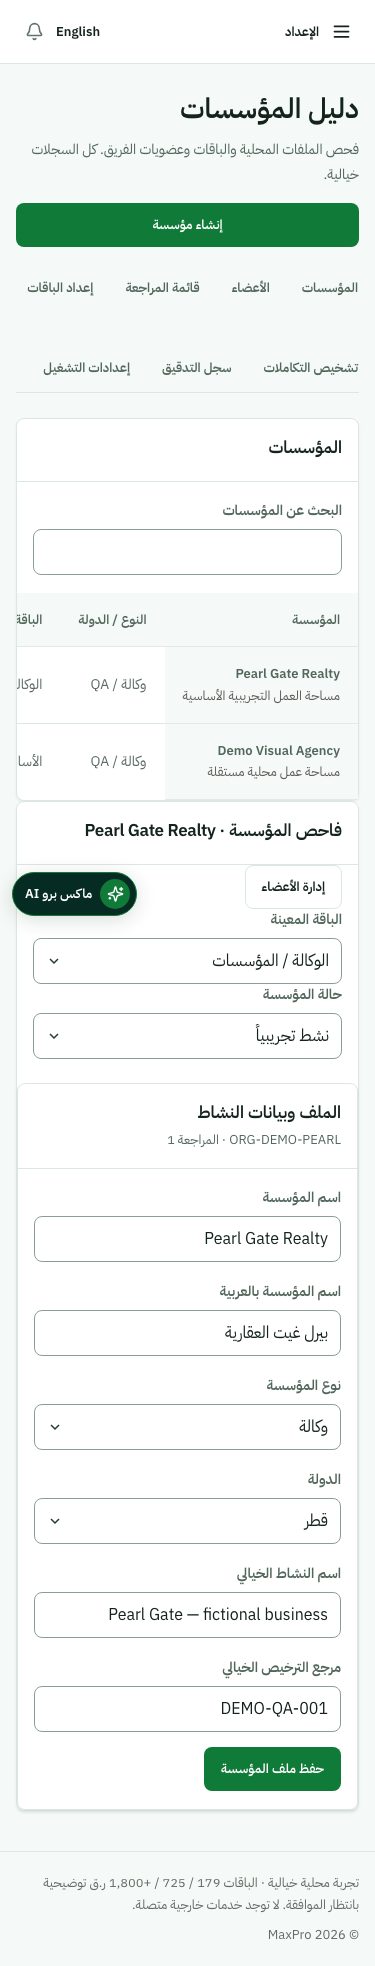 الإعداد
English
دليل المؤسسات
فحص الملفات المحلية والباقات وعضويات الفريق. كل السجلات
خيالية.
إنشاء مؤسسة
المؤسسات
الأعضاء
قائمة المراجعة
إعداد الباقات
تشخيص التكاملات
سجل التدقيق
إعدادات التشغيل
المؤسسات
البحث عن المؤسسات
المؤسسة
النوع / الدولة
Pearl Gate Realty
مساحة العمل التجريبية الأساسية
وكالة / QA
Demo Visual Agency
مساحة عمل محلية مستقلة
وكالة / QA
فاحص المؤسسة · Pearl Gate Realty
إدارة الأعضاء
ماكس برو AI
الباقة المعينة
الوكالة / المؤسسات
حالة المؤسسة
نشط تجريبياً
الملف وبيانات النشاط
ORG-DEMO-PEARL · المراجعة 1
اسم المؤسسة
Pearl Gate Realty
اسم المؤسسة بالعربية
بيرل غيت العقارية
نوع المؤسسة
وكالة
الدولة
قطر
اسم النشاط الخيالي
Pearl Gate — fictional business
مرجع الترخيص الخيالي
DEMO-QA-001
حفظ ملف المؤسسة
تجربة محلية خيالية · الباقات 179 / 725 / +1,800 ر.ق توضيحية
بانتظار الموافقة. لا توجد خدمات خارجية متصلة.
© 2026 MaxPro